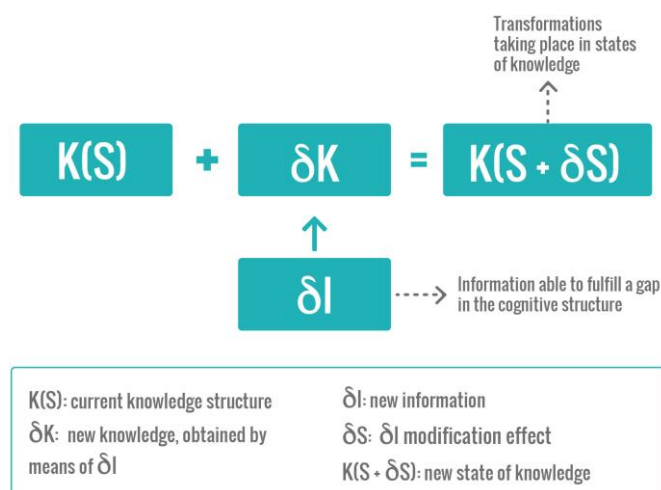 Transformations
taking place in states
of knowledge
K(S) + δK = K(S + δS)
δI
Information able to fulfill a gap
in the cognitive structure
K(S): current knowledge structure
δK: new knowledge, obtained by
means of δI
δI: new information
δS: δI modification effect
K(S + δS): new state of knowledge